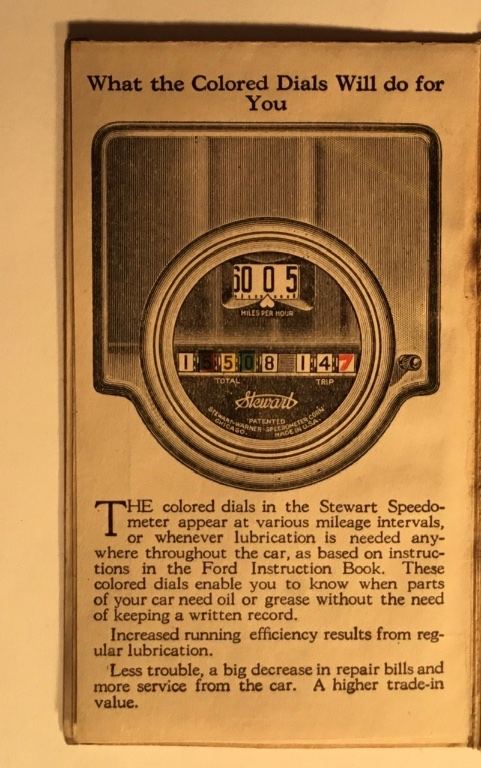 What the Colored Dials Will do for
You
60 0 5
MILES PER HOUR
1 5 5 0 8 1 4 7
TOTAL TRIP
Stewart
PATENTED
STEWART-WARNER-SPEEDOMETER CORP'N
CHICAGO. MADE IN U.S.A.
THE colored dials in the Stewart Speedo-
meter appear at various mileage intervals,
or whenever lubrication is needed any-
where throughout the car, as based on instruc-
tions in the Ford Instruction Book. These
colored dials enable you to know when parts
of your car need oil or grease without the need
of keeping a written record.
Increased running efficiency results from reg-
ular lubrication.
Less trouble, a big decrease in repair bills and
more service from the car. A higher trade-in
value.